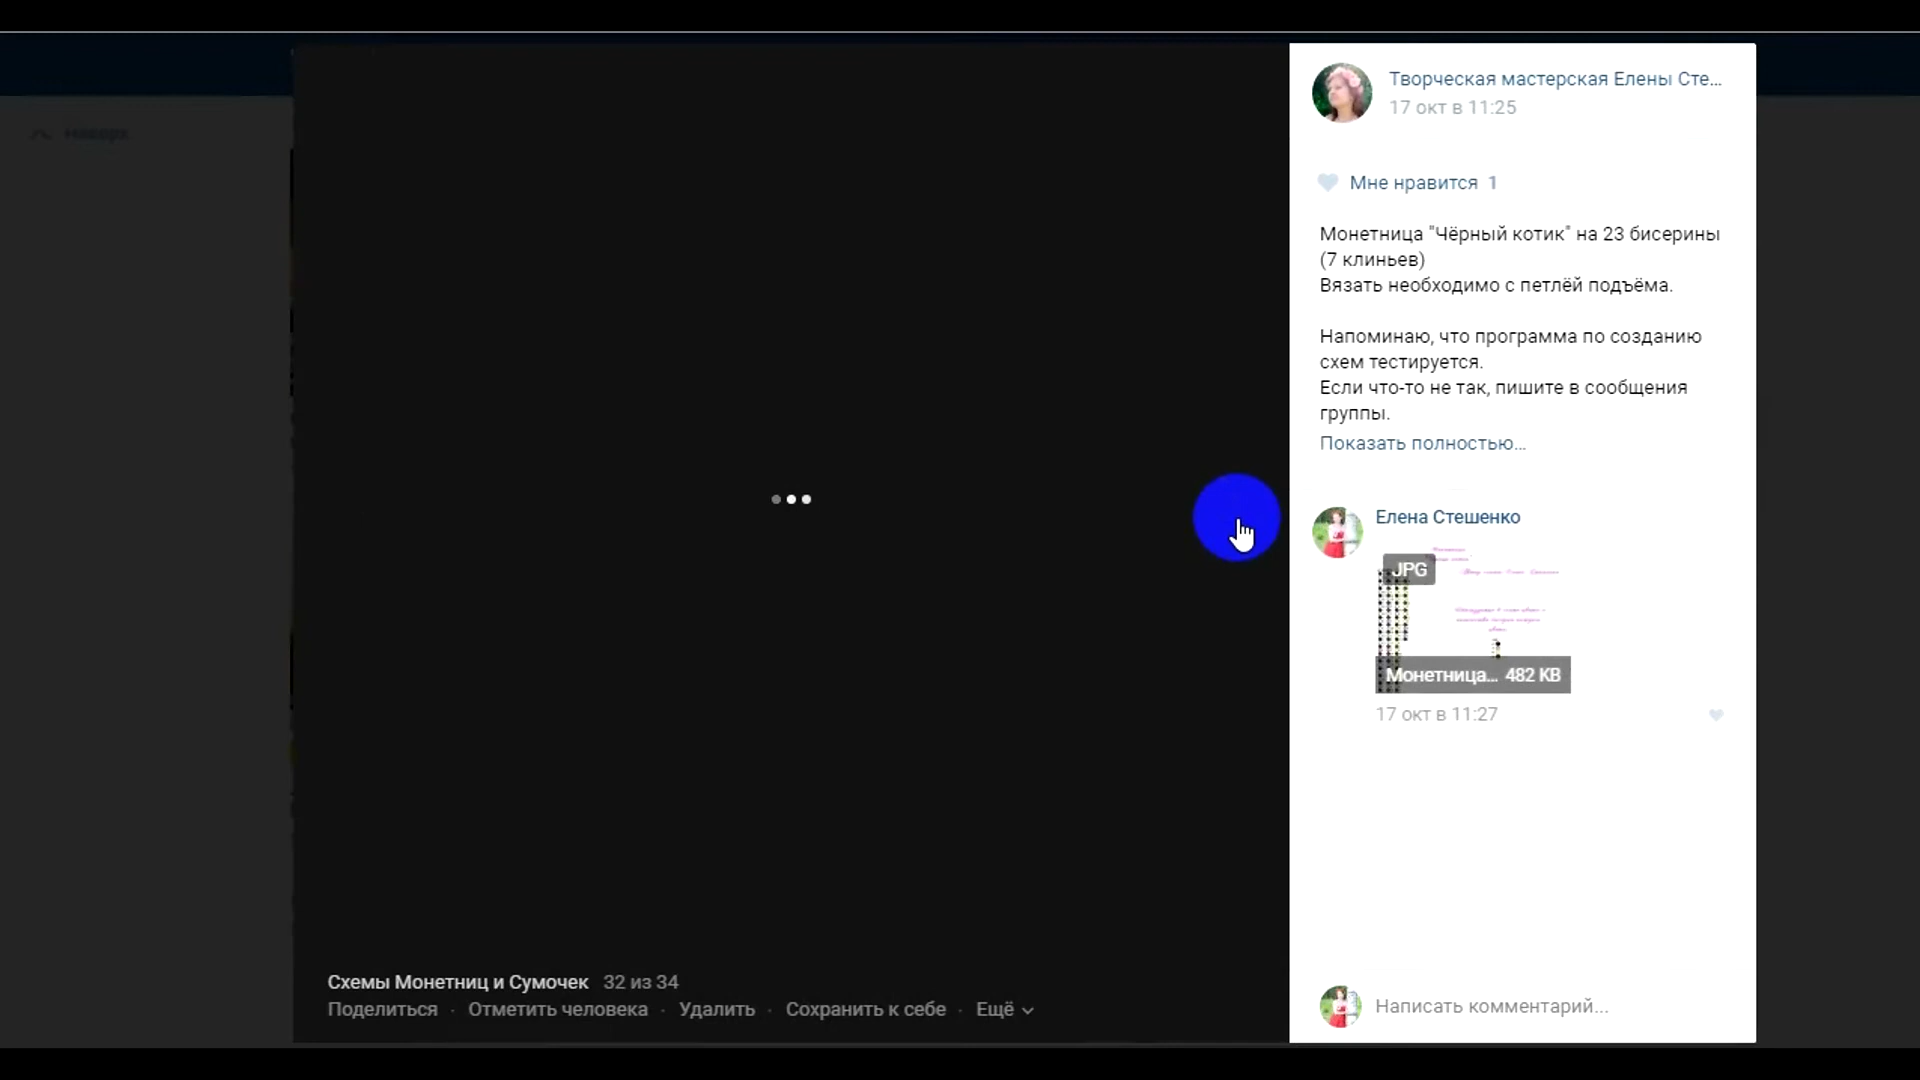 Наверх
Творческая мастерская Елены Сте...
17 окт в 11:25
Мне нравится 1
Монетница "Чёрный котик" на 23 бисерины
(7 клиньев)
Вязать необходимо с петлёй подъёма.
Напоминаю, что программа по созданию
схем тестируется.
Если что-то не так, пишите в сообщения
группы.
Показать полностью...
Елена Стешенко
JPG
Монетница... 482 KB
17 окт в 11:27
Схемы Монетниц и Сумочек 32 из 34
Поделиться · Отметить человека · Удалить · Сохранить к себе · Ещё
Написать комментарий...